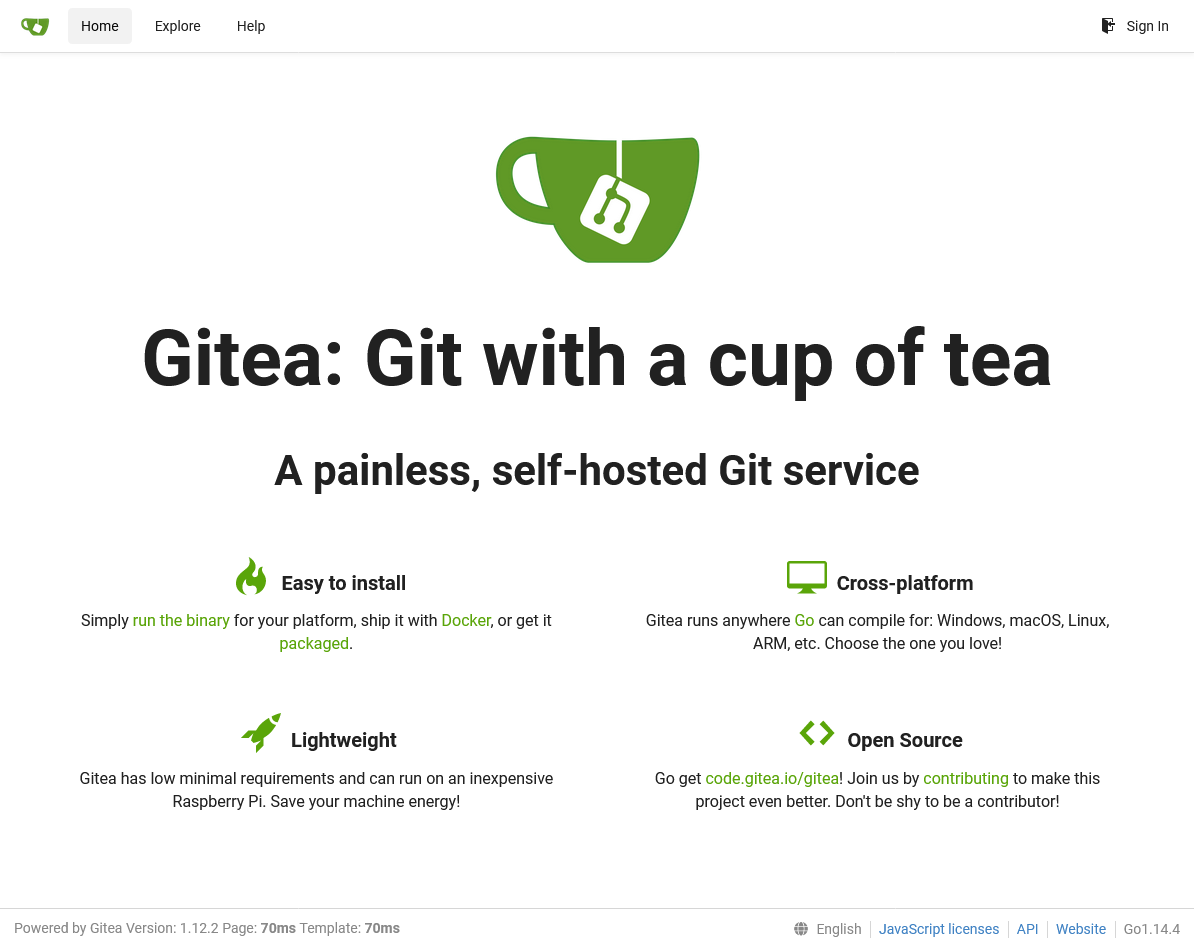 Home Explore Help Sign In
Gitea: Git with a cup of tea
A painless, self-hosted Git service
Easy to install
Simply run the binary for your platform, ship it with Docker, or get it
packaged.
Cross-platform
Gitea runs anywhere Go can compile for: Windows, macOS, Linux,
ARM, etc. Choose the one you love!
Lightweight
Gitea has low minimal requirements and can run on an inexpensive
Raspberry Pi. Save your machine energy!
Open Source
Go get code.gitea.io/gitea! Join us by contributing to make this
project even better. Don't be shy to be a contributor!
Powered by Gitea Version: 1.12.2 Page: 70ms Template: 70ms English JavaScript licenses API Website Go1.14.4